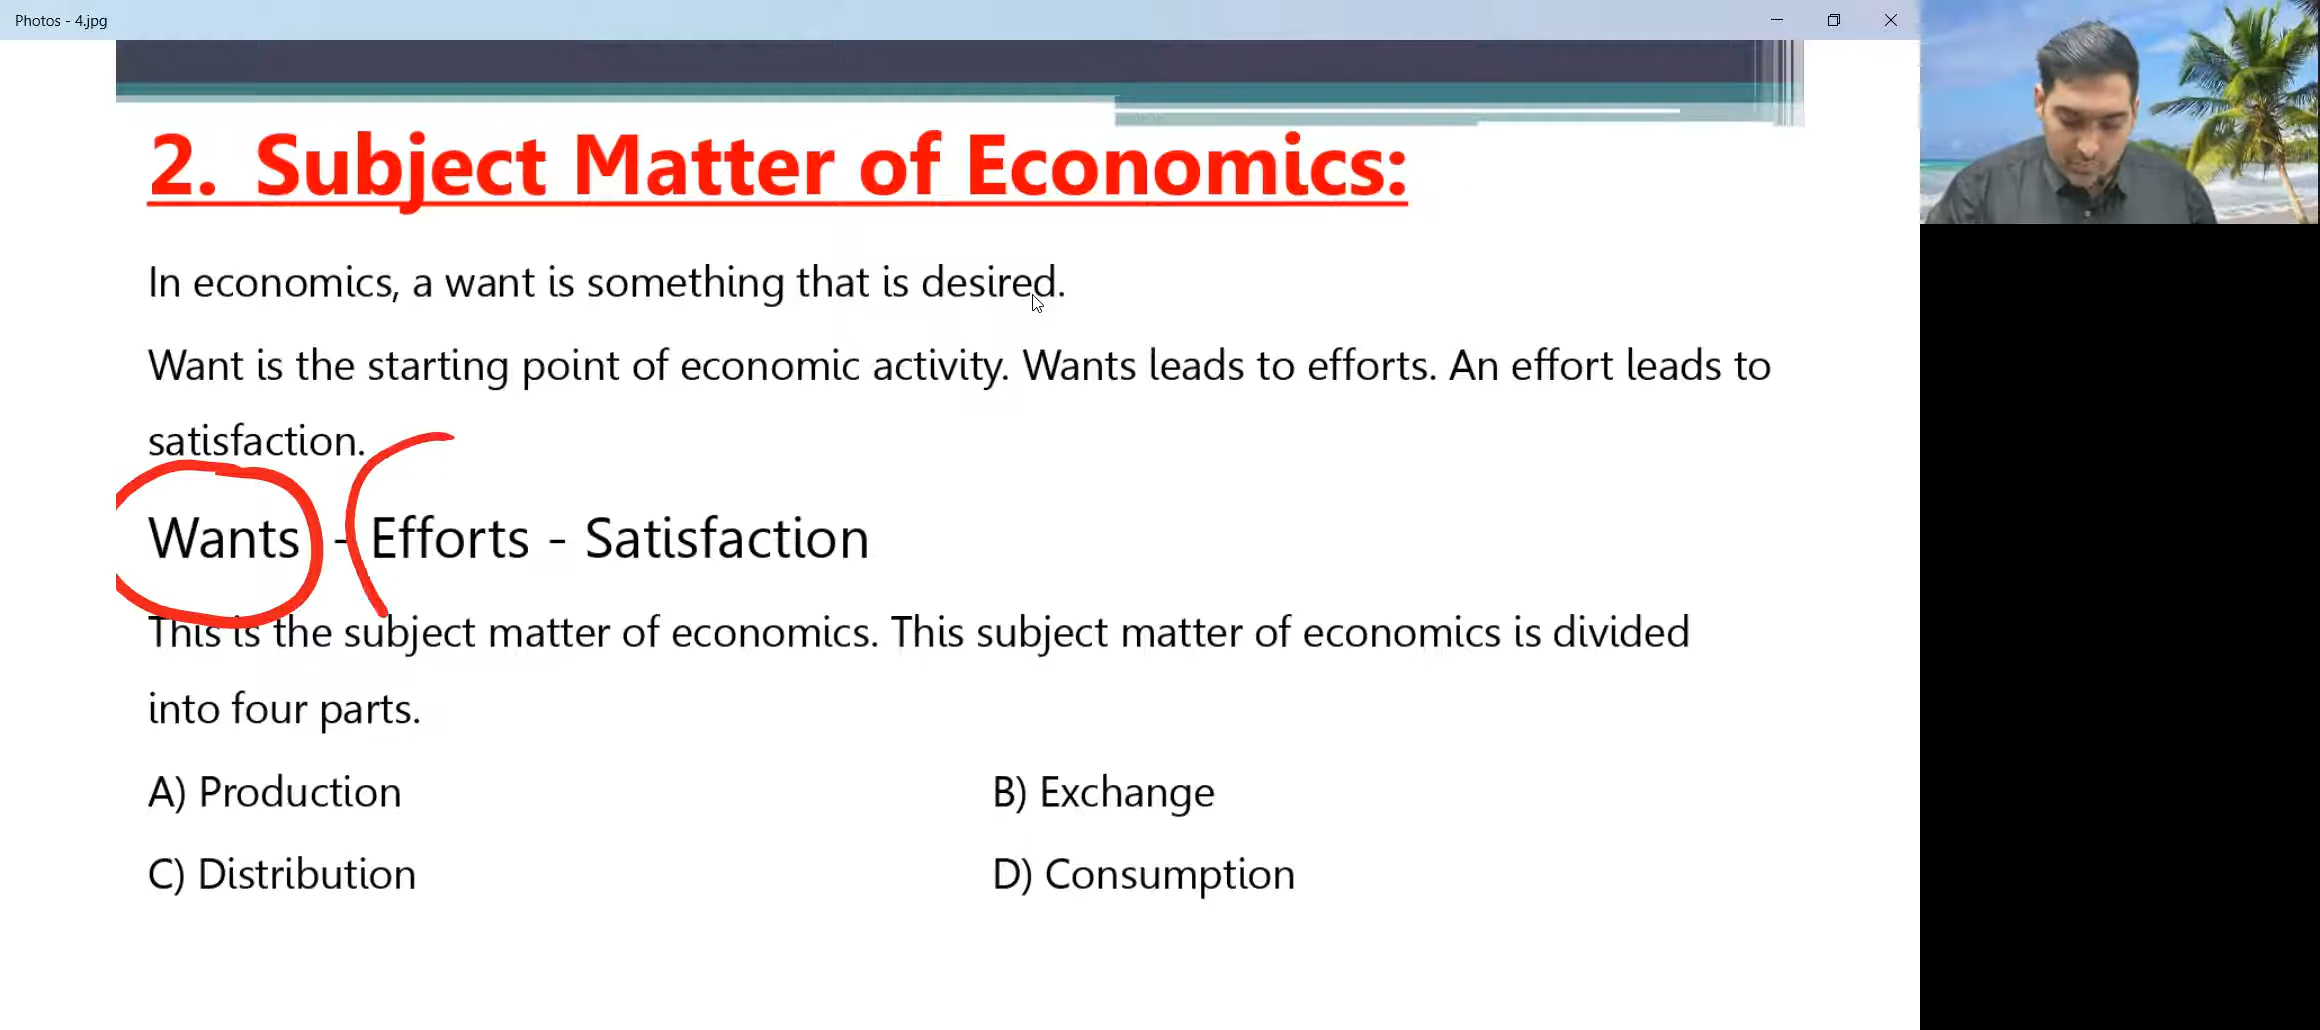 Photos - 4.jpg
2. Subject Matter of Economics:
In economics, a want is something that is desired.
Want is the starting point of economic activity. Wants leads to efforts. An effort leads to
satisfaction.
Wants - Efforts - Satisfaction
This is the subject matter of economics. This subject matter of economics is divided
into four parts.
A) Production B) Exchange
C) Distribution D) Consumption